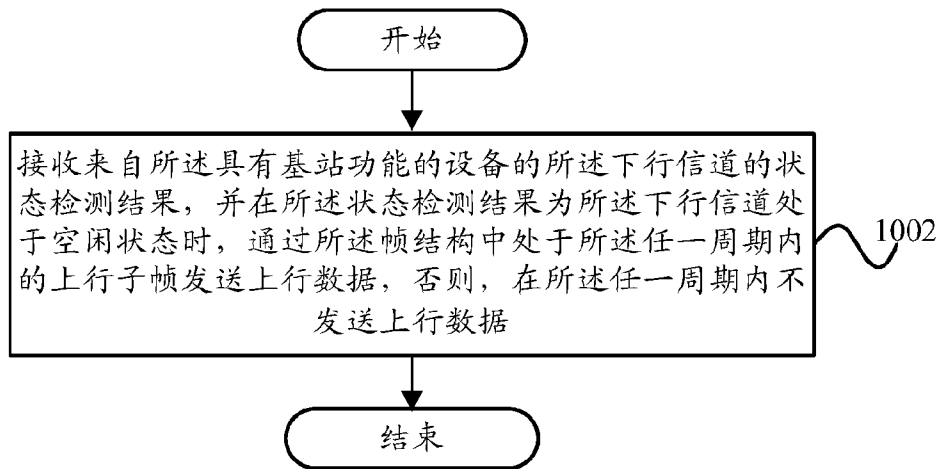 开始
接收来自所述具有基站功能的设备的所述下行信道的状
态检测结果，并在所述状态检测结果为所述下行信道处
于空闲状态时，通过所述帧结构中处于所述任一周期内
的上行子帧发送上行数据，否则，在所述任一周期内不
发送上行数据
1002
结束